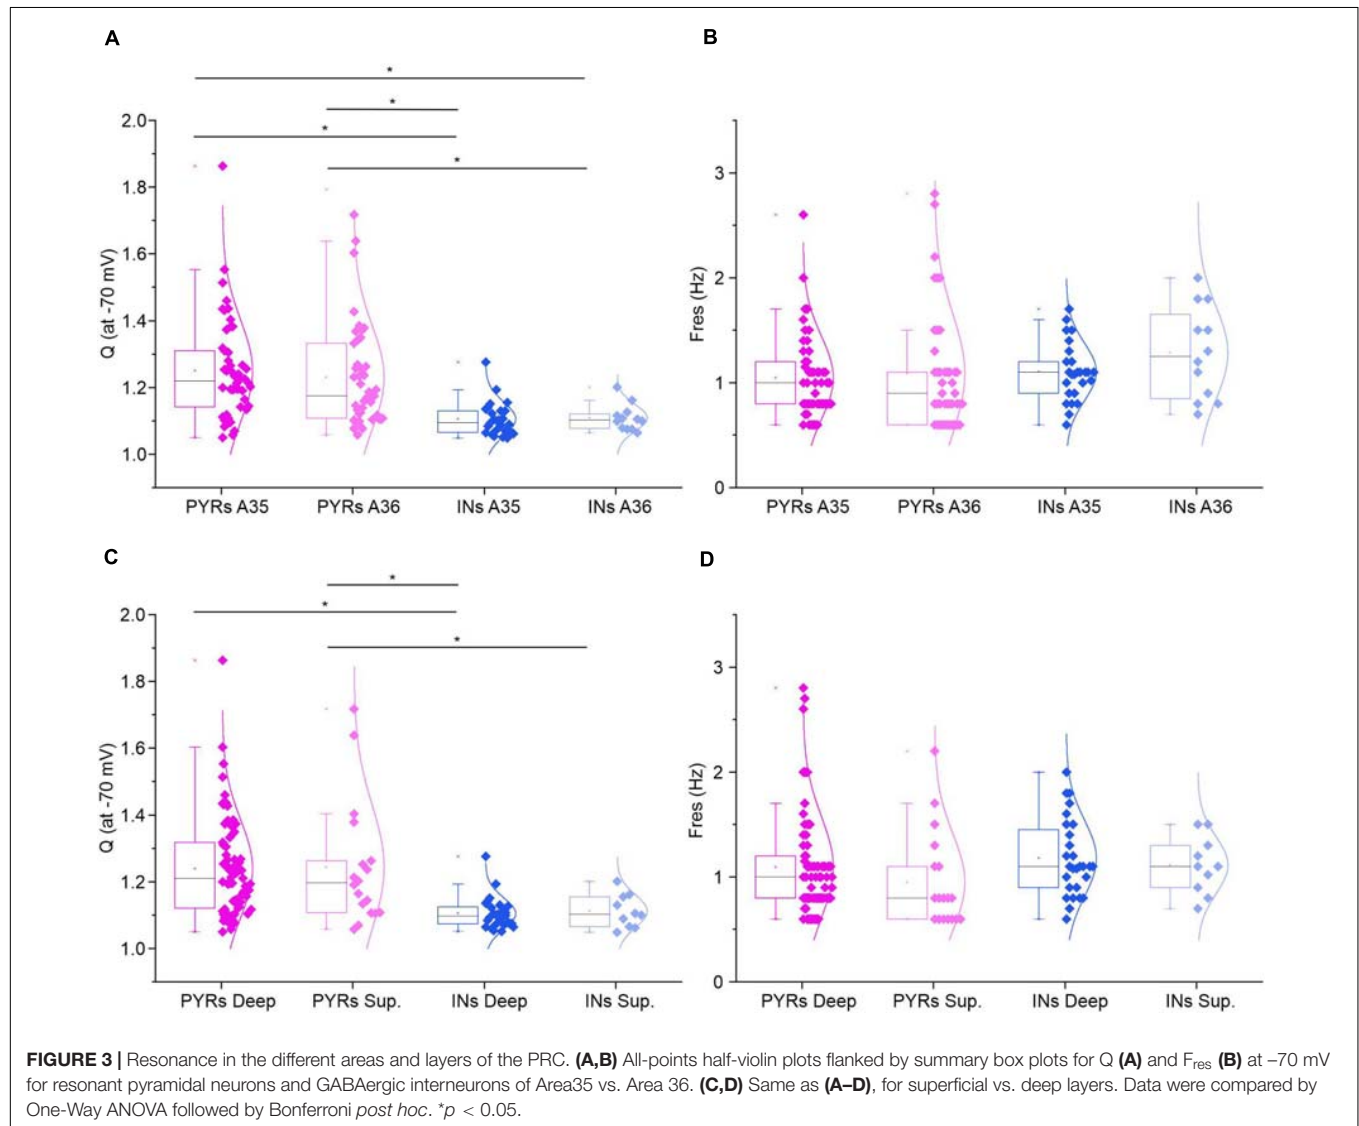 A
B
*
*
*
*
2.0
1.8
1.6
1.4
1.2
1.0
Q (at -70 mV)
PYRs A35 PYRs A36 INs A35 INs A36
3
2
1
0
Fres (Hz)
PYRs A35 PYRs A36 INs A35 INs A36
C
D
*
*
*
2.0
1.8
1.6
1.4
1.2
1.0
Q (at -70 mV)
PYRs Deep PYRs Sup. INs Deep INs Sup.
3
2
1
0
Fres (Hz)
PYRs Deep PYRs Sup. INs Deep INs Sup.
FIGURE 3 | Resonance in the different areas and layers of the PRC. (A,B) All-points half-violin plots flanked by summary box plots for Q (A) and Fres (B) at –70 mV
for resonant pyramidal neurons and GABAergic interneurons of Area35 vs. Area 36. (C,D) Same as (A–D), for superficial vs. deep layers. Data were compared by
One-Way ANOVA followed by Bonferroni post hoc. *p < 0.05.